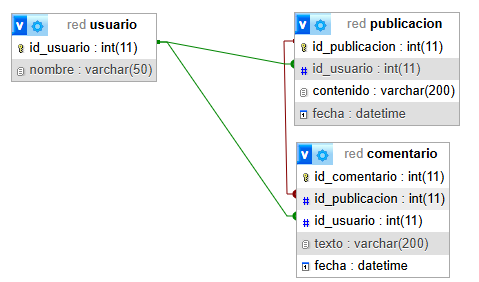 v red usuario
id_usuario : int(11)
nombre : varchar(50)
v red publicacion
id_publicacion : int(11)
# id_usuario : int(11)
contenido : varchar(200)
fecha : datetime
v red comentario
id_comentario : int(11)
# id_publicacion : int(11)
# id_usuario : int(11)
texto : varchar(200)
fecha : datetime